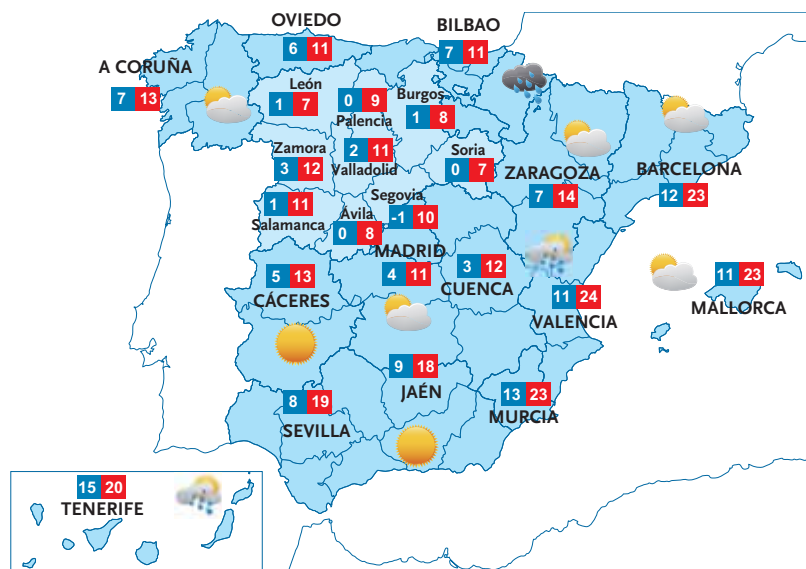 OVIEDO
6 11
BILBAO
7 11
A CORUÑA
7 13
León
1 7
0 9
Palencia
Burgos
1 8
Zamora
3 12
2 11
Valladolid
Soria
0 7
ZARAGOZA
7 14
BARCELONA
12 23
1 11
Salamanca
Ávila
0 8
Segovia
-1 10
MADRID
4 11
3 12
CUENCA
5 13
CÁCERES
11 24
VALENCIA
11 23
MALLORCA
9 18
JAÉN
8 19
SEVILLA
13 23
MURCIA
15 20
TENERIFE